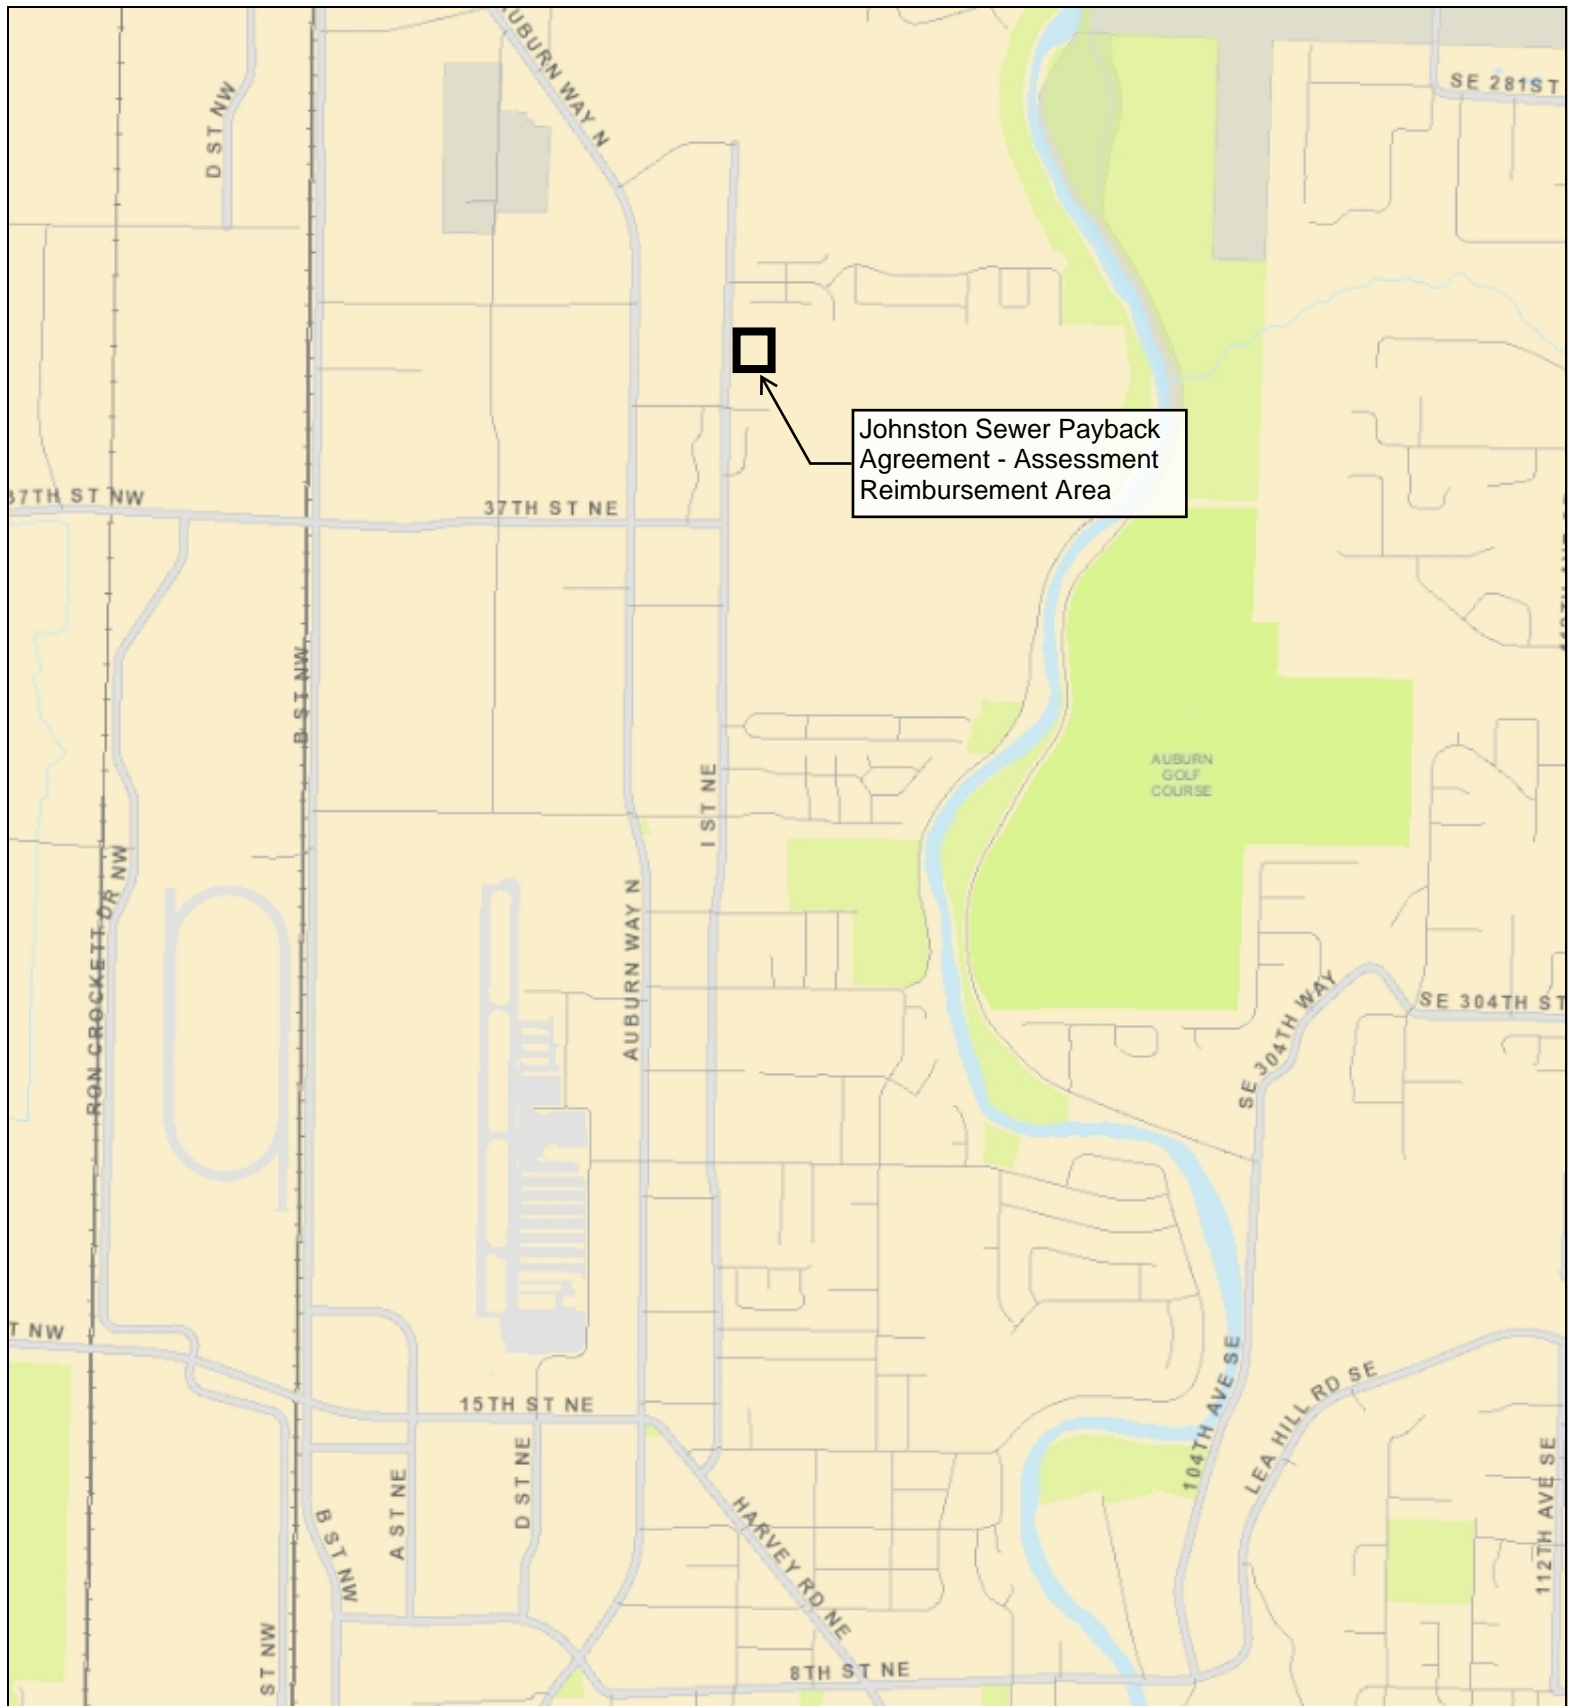 AUBURN WAY N
D ST NW
SE 281ST
Johnston Sewer Payback
Agreement - Assessment
Reimbursement Area
37TH ST NW
37TH ST NE
B ST NW
I ST NE
AUBURN
GOLF
COURSE
RON CROCKETT DR NW
AUBURN WAY N
SE 304TH WAY
SE 304TH ST
T NW
15TH ST NE
104TH AVE SE
LEA HILL RD SE
112TH AVE SE
D ST NE
A ST NE
B ST NW
HARVEY RD NE
S T NW
8TH ST NE